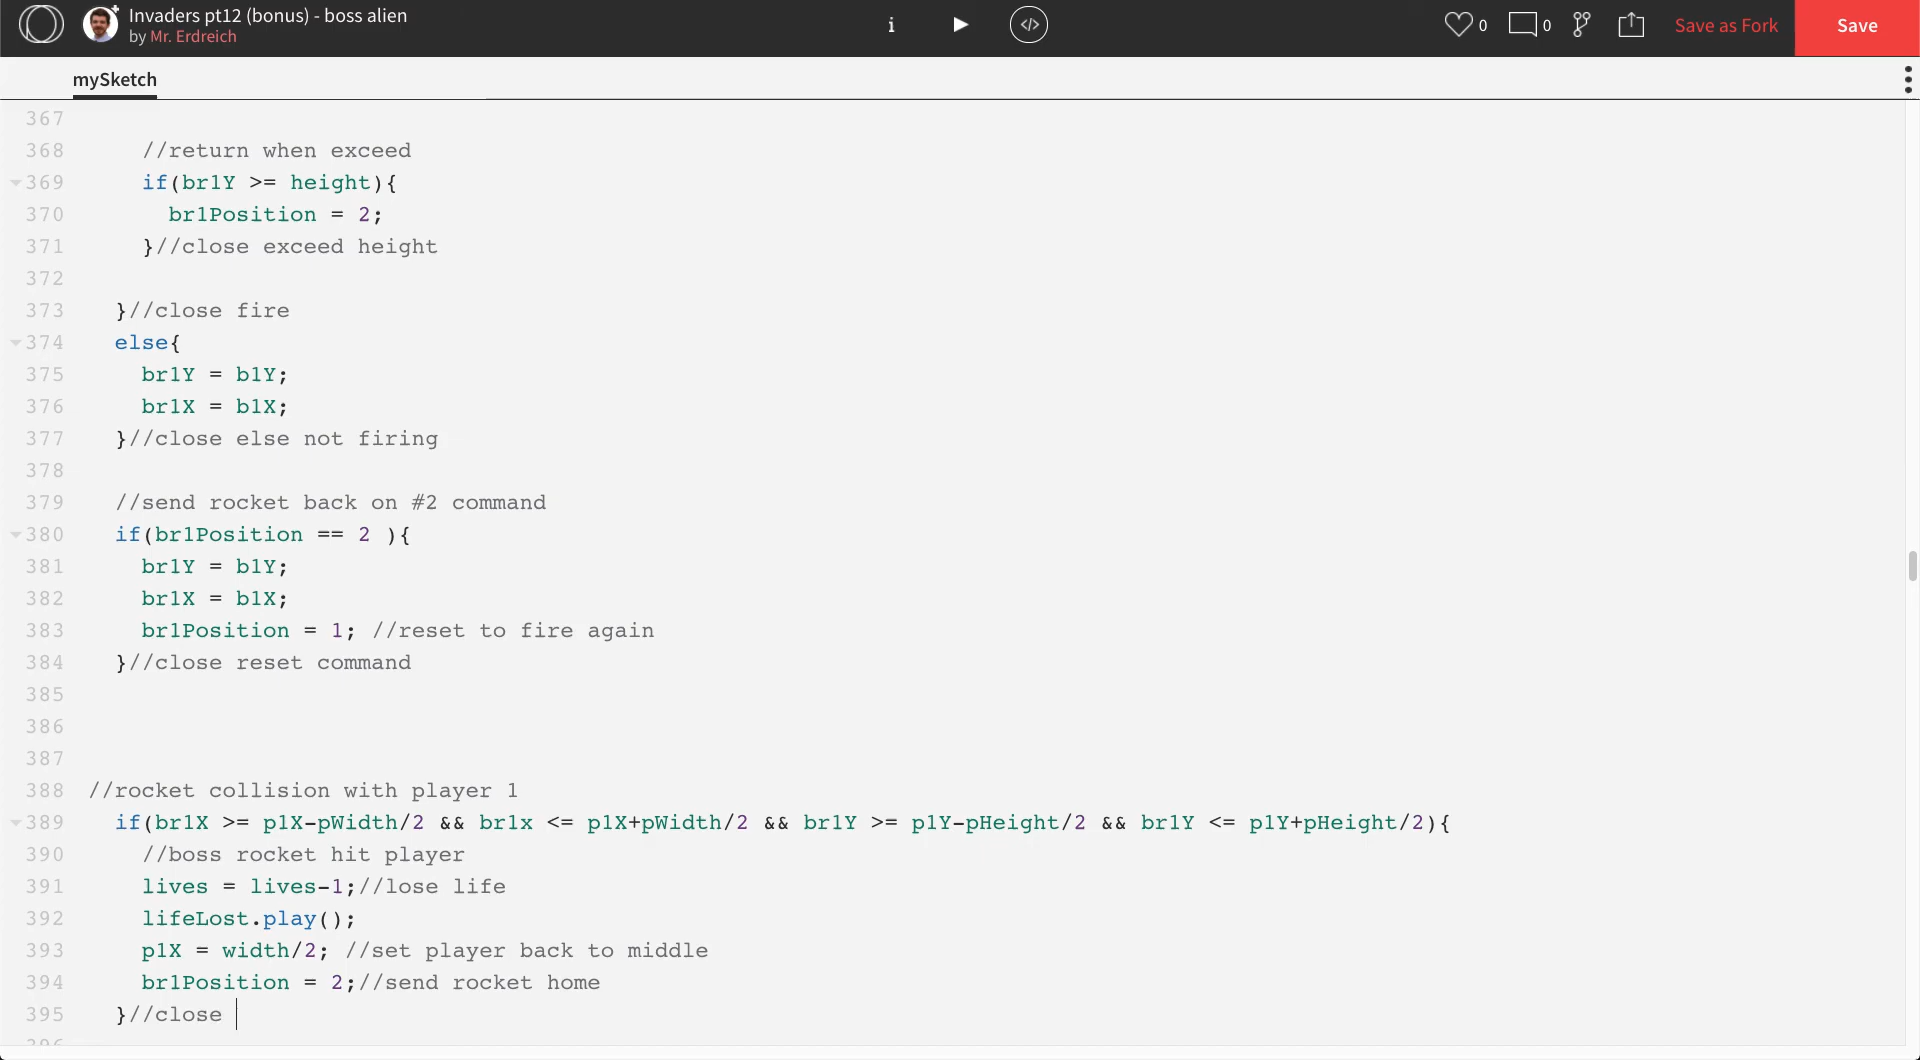 Invaders pt12 (bonus) - boss alien
by Mr. Erdreich
i
</>
0
0
Save as Fork
Save
mySketch
367
368 //return when exceed
369 if(br1Y >= height){
370 br1Position = 2;
371 }//close exceed height
372
373 }//close fire
374 else{
375 br1Y = b1Y;
376 br1X = b1X;
377 }//close else not firing
378
379 //send rocket back on #2 command
380 if(br1Position == 2 ){
381 br1Y = b1Y;
382 br1X = b1X;
383 br1Position = 1; //reset to fire again
384 }//close reset command
385
386
387
388 //rocket collision with player 1
389 if(br1X >= p1X-pWidth/2 && br1x <= p1X+pWidth/2 && br1Y >= p1Y-pHeight/2 && br1Y <= p1Y+pHeight/2){
390 //boss rocket hit player
391 lives = lives-1;//lose life
392 lifeLost.play();
393 p1X = width/2; //set player back to middle
394 br1Position = 2;//send rocket home
395 }//close
396